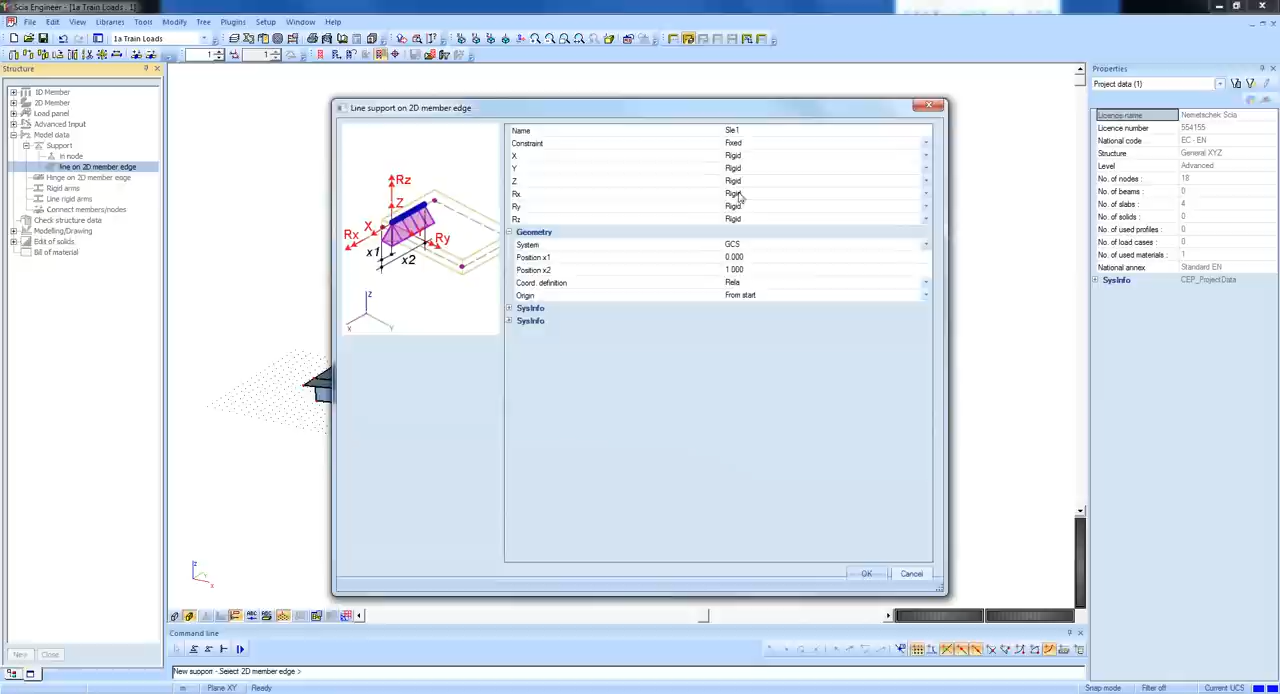 Scia Engineer - [1a Train Loads : 1]
File Edit View Libraries Tools Modify Tree Plugins Setup Window Help
1a Train Loads
1 1
Structure
1D Member
2D Member
Load panel
Advanced Input
Model data
Support
in node
line on 2D member edge
Hinge on 2D member edge
Rigid arms
Line rigid arms
Connect members/nodes
Check structure data
Modelling/Drawing
Edit of solids
Bill of material
New Close
Line support on 2D member edge
Rz
Z
X
Rx
Ry
x1
x2
z
x
Y
Name Sle1
Constraint Fixed
X Rigid
Y Rigid
Z Rigid
Rx Rigid
Ry Rigid
Rz Rigid
Geometry
System GCS
Position x1 0.000
Position x2 1.000
Coord. definition Rela
Origin From start
SysInfo
SysInfo
OK Cancel
Properties
Project data (1)
Licence name Nemetschek Scia
Licence number 554155
National code EC - EN
Structure General XYZ
Level Advanced
No. of nodes : 18
No. of beams : 0
No. of slabs : 4
No. of solids : 0
No. of used profiles : 0
No. of load cases : 0
No. of used materials : 1
National annex Standard EN
SysInfo CEP_ProjectData
Command line
New support - Select 2D member edge >
m Plane XY Ready Snap mode Filter off Current UCS